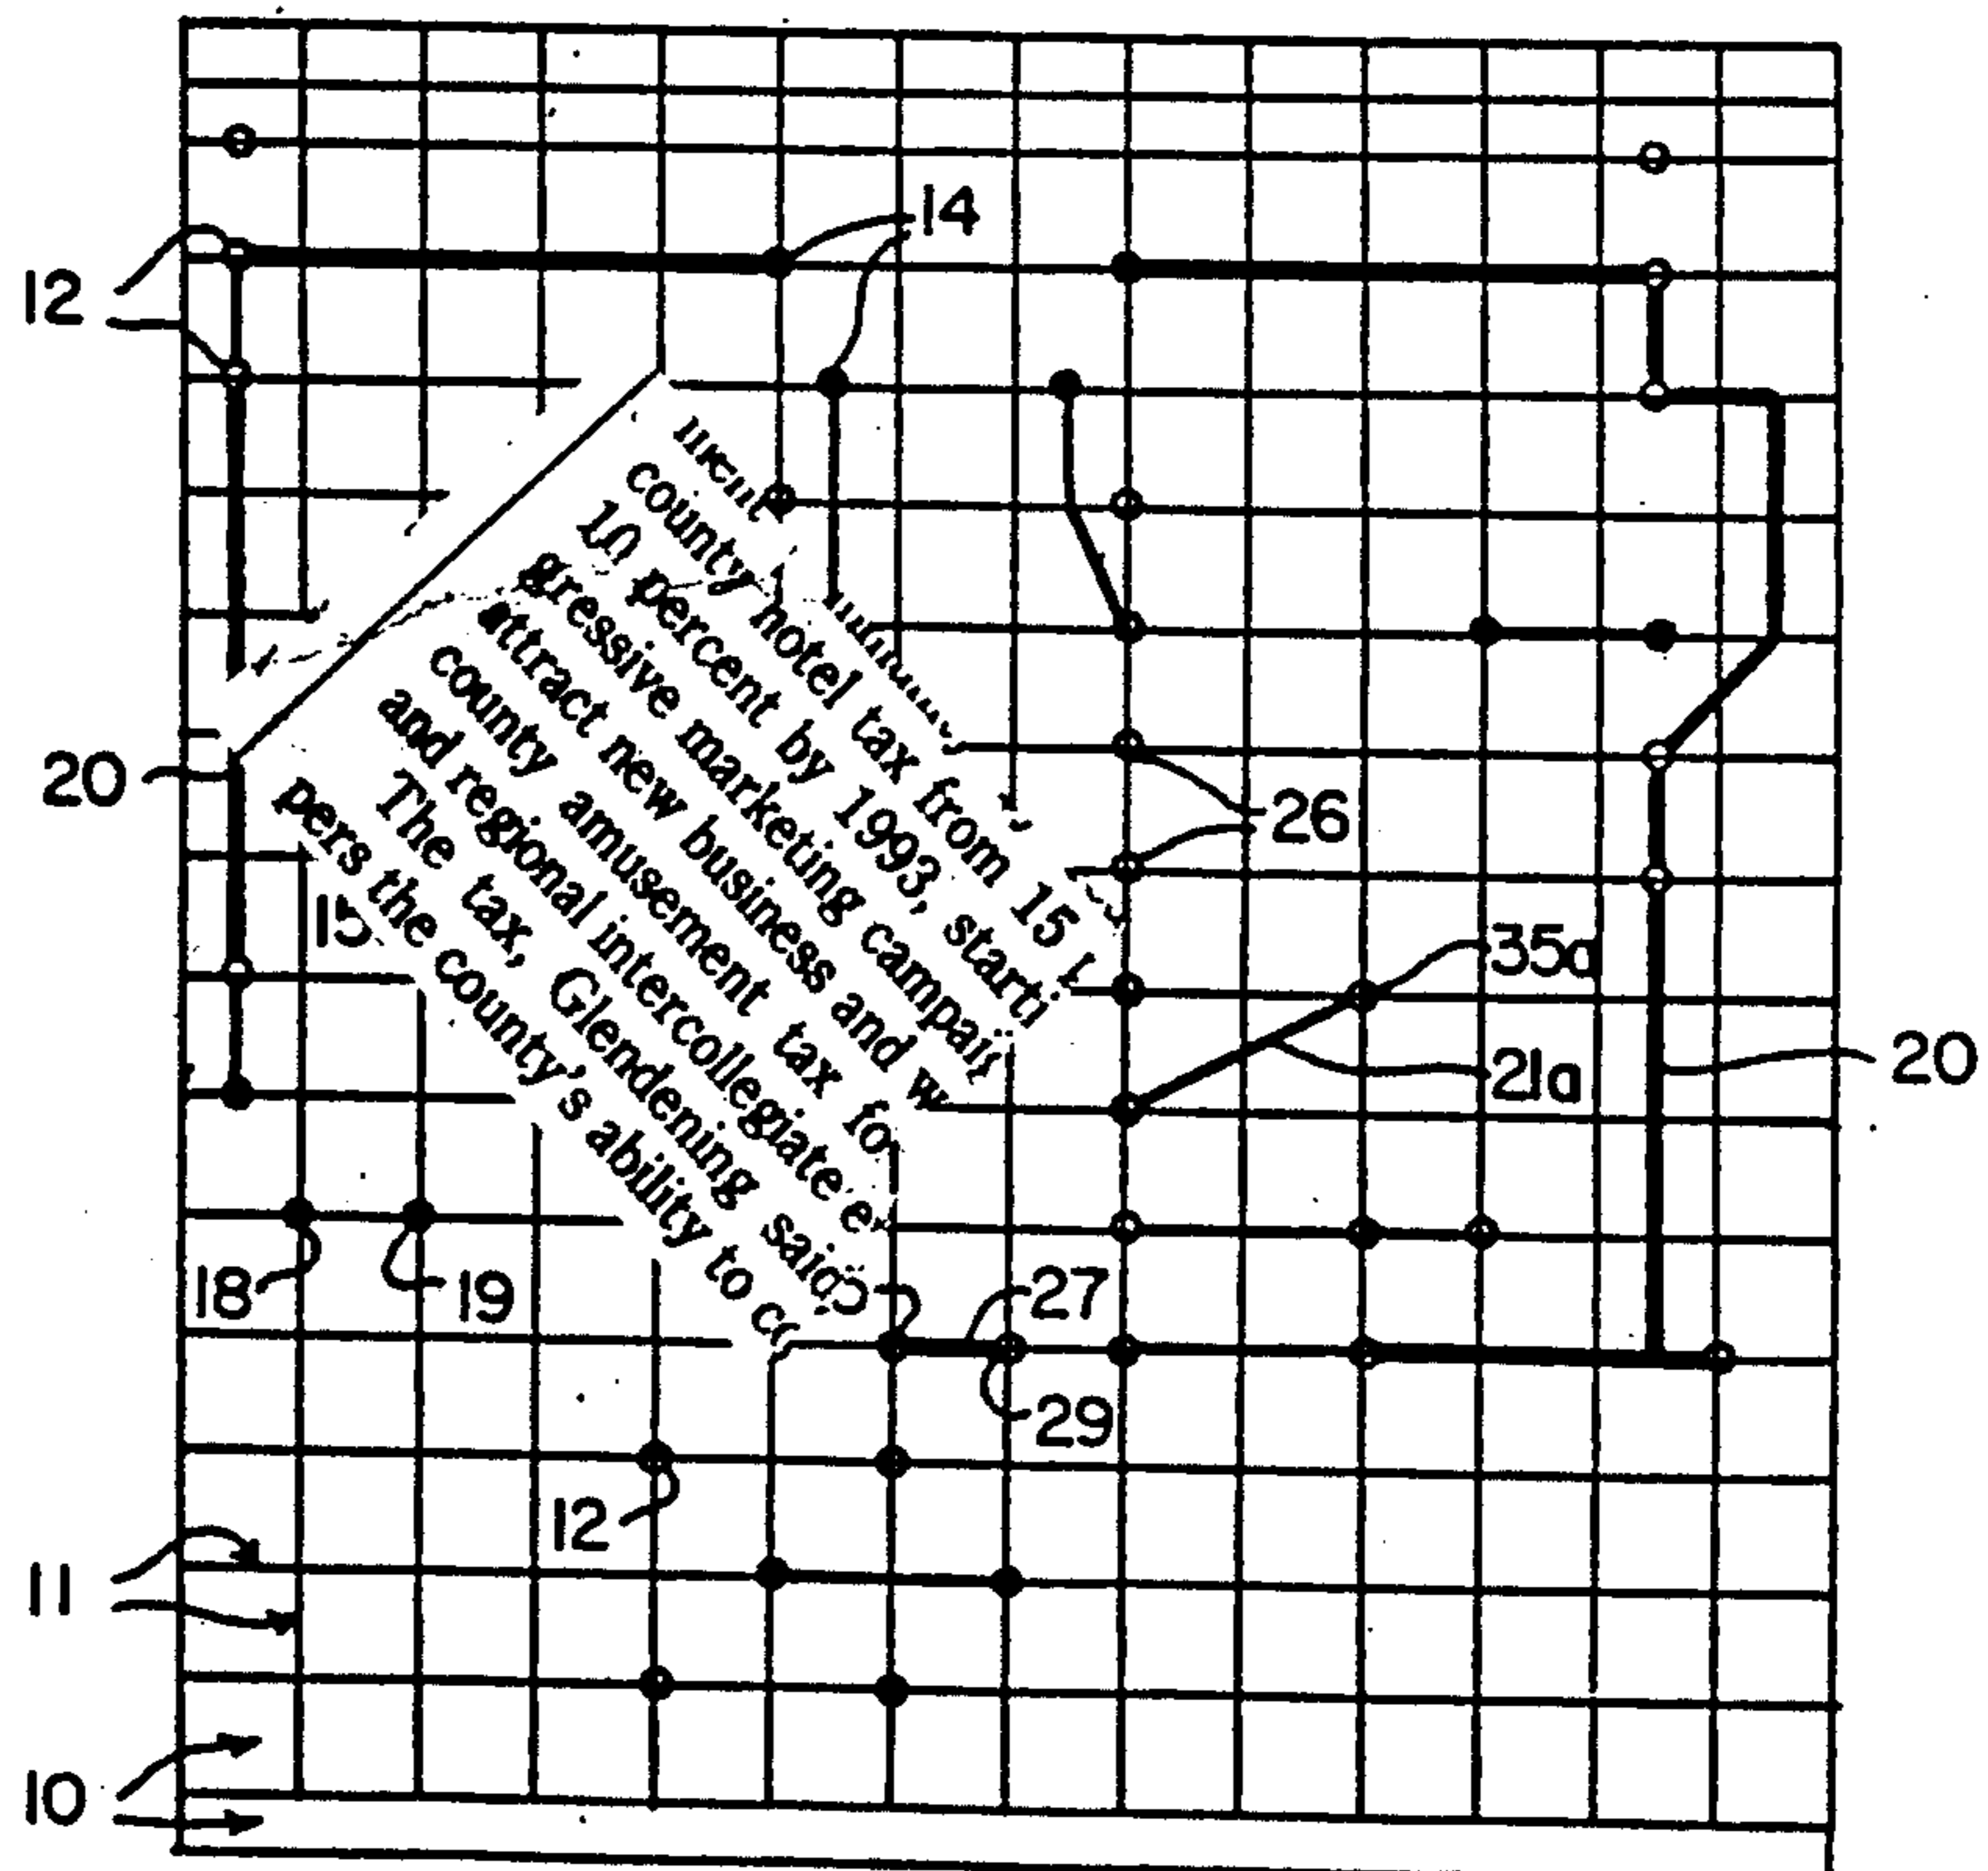 14
12
ment
county hotel tax from 15
10 percent by 1993, starti
gressive marketing campai
attract new business and w
county amusement tax fo
and regional intercollegiate e
The tax, Glendening said
pers the county's ability to co
20
26
15
35a
21a
20
18
19
27
29
12
11
10